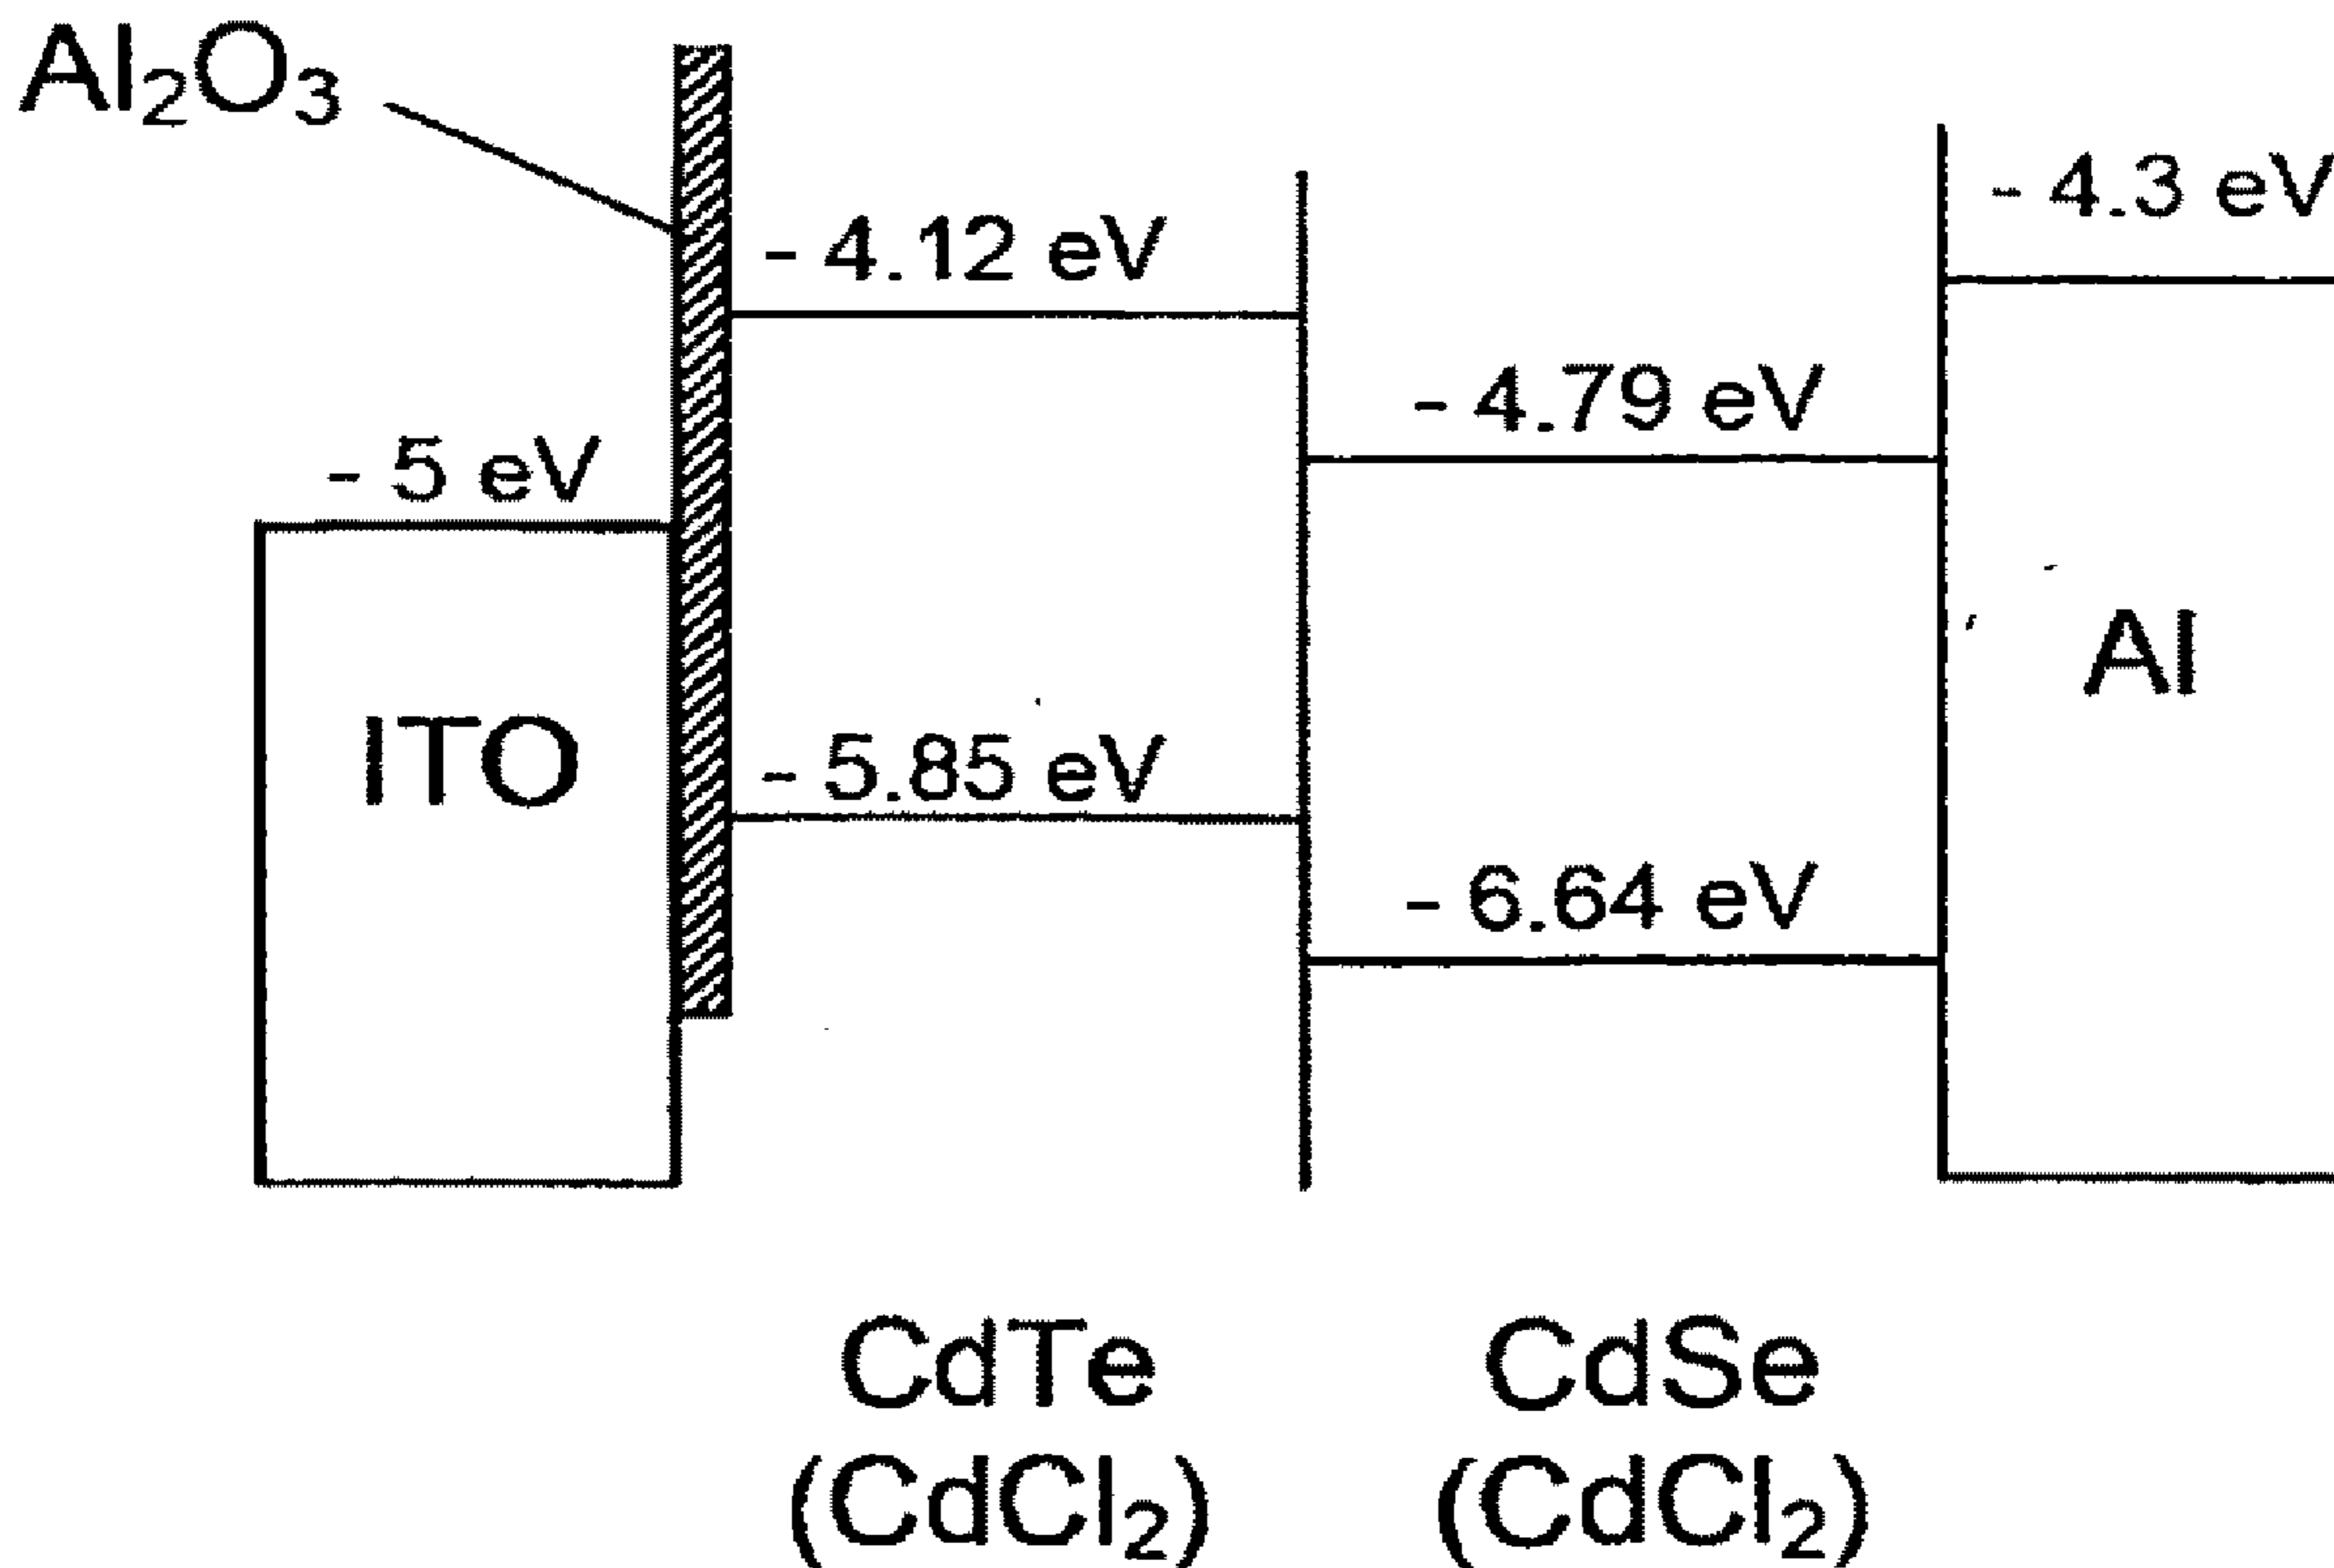 Al₂O₃
- 4.12 eV
- 4.3 eV
- 4.79 eV
- 5 eV
ITO
Al
- 5.85 eV
- 6.64 eV
CdTe
(CdCl₂)
CdSe
(CdCl₂)